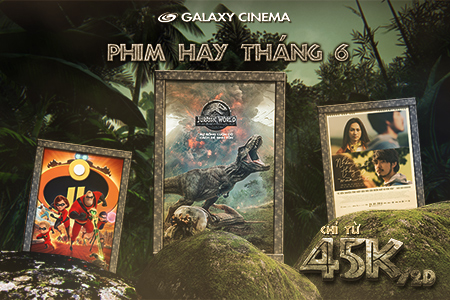 GALAXY CINEMA
PHIM HAY THÁNG 6
JURASSIC WORLD
CHỈ TỪ
45K/2D